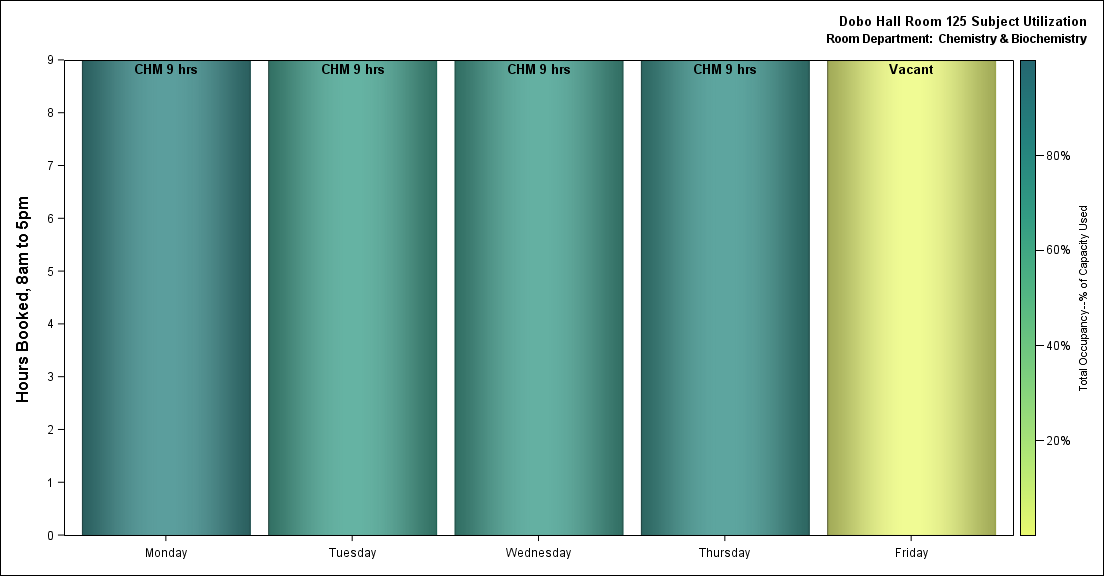 Dobo Hall Room 125 Subject Utilization
Room Department: Chemistry & Biochemistry
CHM 9 hrs
CHM 9 hrs
CHM 9 hrs
CHM 9 hrs
Vacant
Hours Booked, 8am to 5pm
9
8
7
6
5
4
3
2
1
0
Monday
Tuesday
Wednesday
Thursday
Friday
80%
60%
40%
20%
Total Occupancy--% of Capacity Used